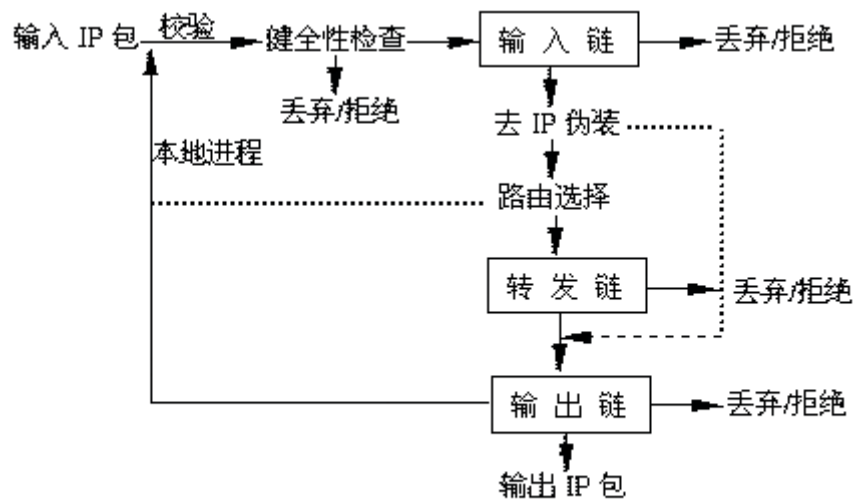 输入 IP 包
校验
健全性检查
输 入 链
丢弃/拒绝
丢弃/拒绝
去 IP 伪装
本地进程
路由选择
转 发 链
丢弃/拒绝
输 出 链
丢弃/拒绝
输出 IP 包